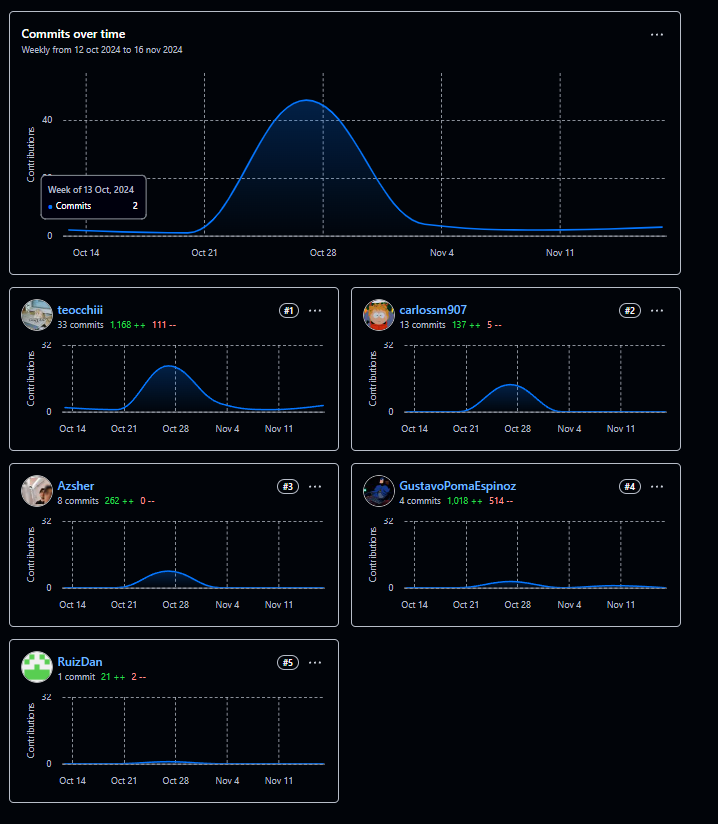 Commits over time
Weekly from 12 oct 2024 to 16 nov 2024
Contributions
40
Week of 13 Oct, 2024
Commits 2
0
Oct 14 Oct 21 Oct 28 Nov 4 Nov 11
teocchiii #1
33 commits 1,168 ++ 111 --
Contributions
32
0
Oct 14 Oct 21 Oct 28 Nov 4 Nov 11
carlossm907 #2
13 commits 137 ++ 5 --
Contributions
32
0
Oct 14 Oct 21 Oct 28 Nov 4 Nov 11
Azsher #3
8 commits 262 ++ 0 --
Contributions
32
0
Oct 14 Oct 21 Oct 28 Nov 4 Nov 11
GustavoPomaEspinoz #4
4 commits 1,018 ++ 514 --
Contributions
32
0
Oct 14 Oct 21 Oct 28 Nov 4 Nov 11
RuizDan #5
1 commit 21 ++ 2 --
Contributions
32
0
Oct 14 Oct 21 Oct 28 Nov 4 Nov 11